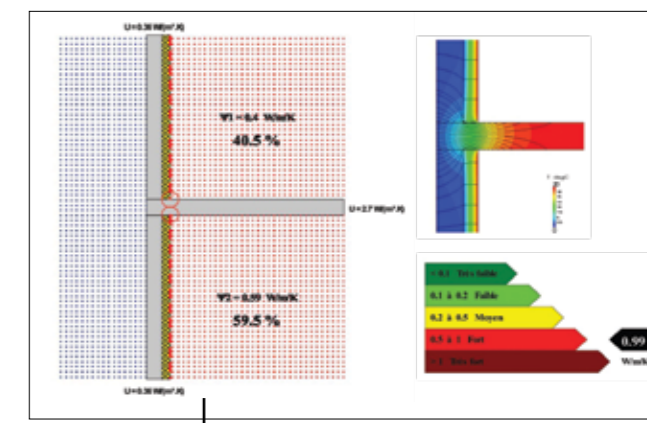 U = 0.36 W/(m².K)
Ψ1 = 0.4 W/m/K
40.5 %
U = 2.7 W/(m².K)
Ψ2 = 0.59 W/m/K
59.5 %
U = 0.36 W/(m².K)
< 0.1 Très faible
0.1 à 0.2 Faible
0.2 à 0.5 Moyen
0.5 à 1 Fort
> 1 Très fort
0.99
W/m/K